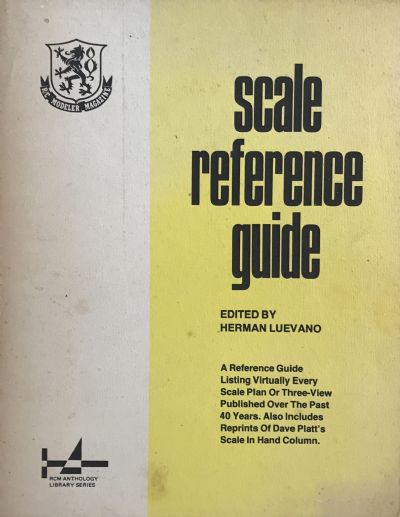 R/C MODELER MAGAZINE
scale
reference
guide
EDITED BY
HERMAN LUEVANO
A Reference Guide
Listing Virtually Every
Scale Plan Or Three-View
Published Over The Past
40 Years. Also Includes
Reprints Of Dave Platt's
Scale In Hand Column.
RCM ANTHOLOGY
LIBRARY SERIES